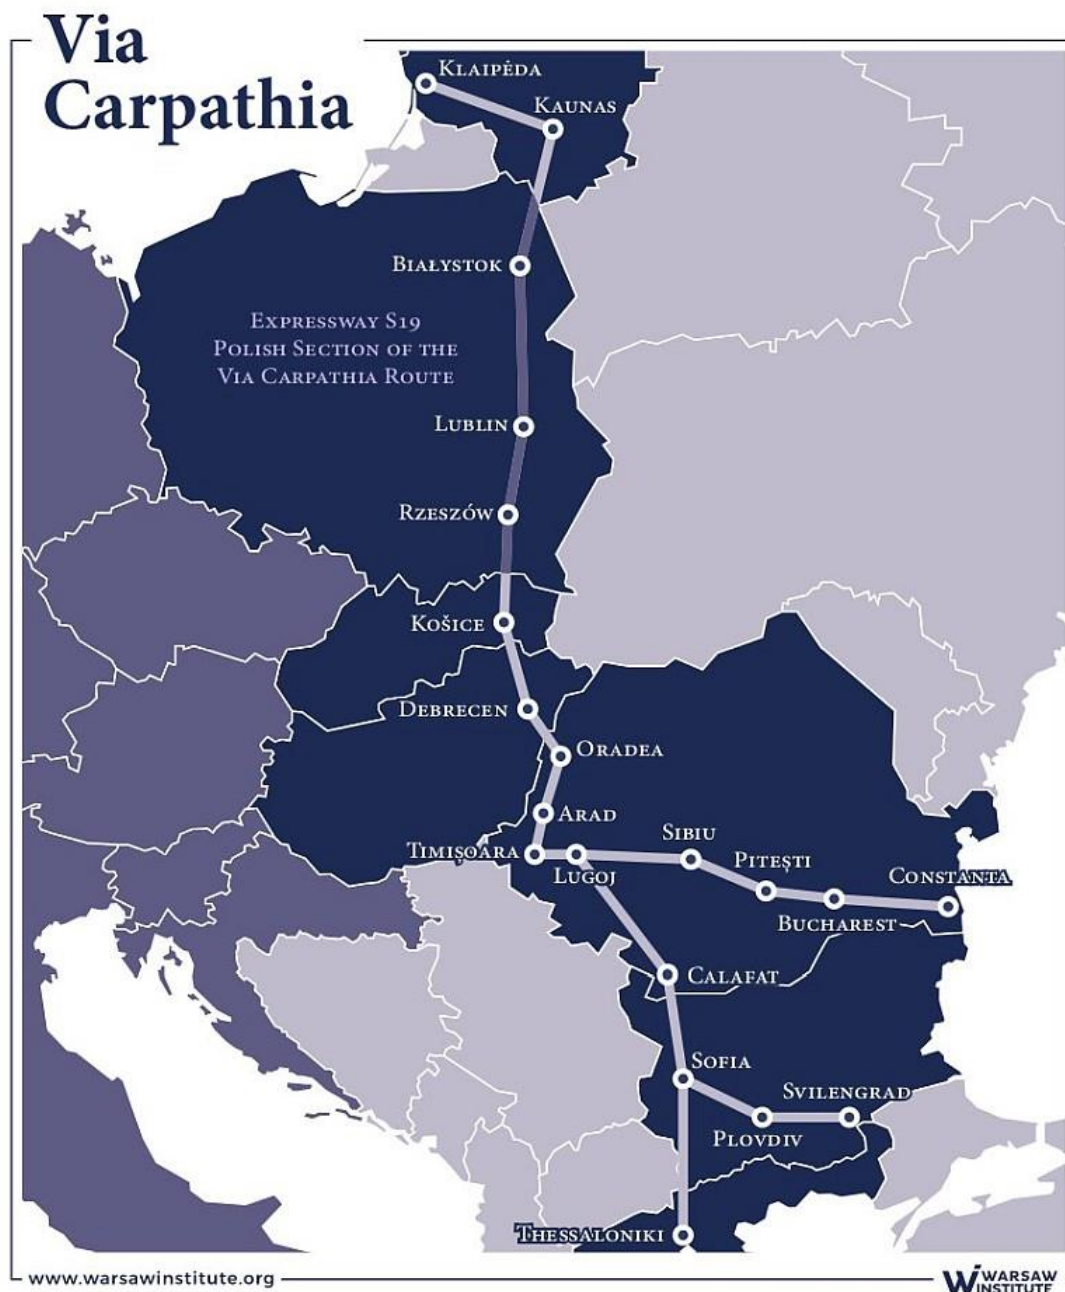 Via
Carpathia
Klaipėda
Kaunas
Białystok
Expressway S19
Polish Section of the
Via Carpathia Route
Lublin
Rzeszów
Košice
Debrecen
Oradea
Arad
Timișoara
Lugoj
Sibiu
Pitești
Bucharest
Constanta
Calafat
Sofia
Svilengrad
Plovdiv
Thessaloniki
www.warsawinstitute.org
WARSAW
INSTITUTE